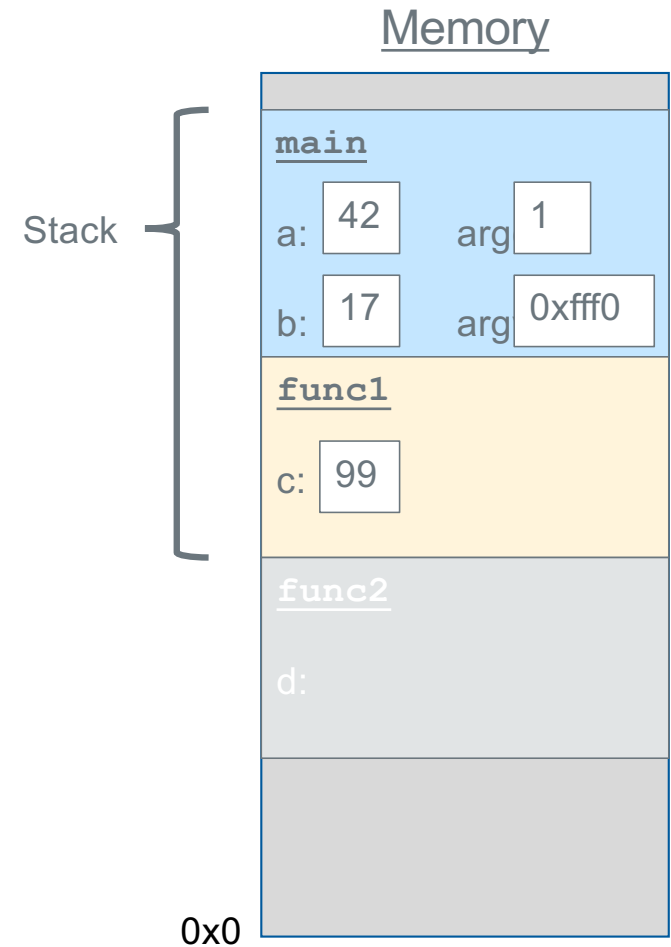 Memory
main
Stack
a: 42 arg 1
b: 17 arg 0xfff0
func1
c: 99
func2
d:
0x0